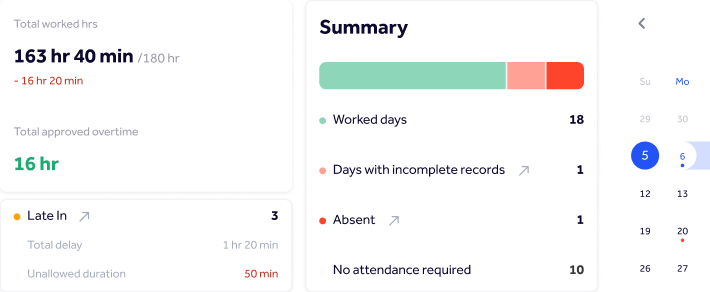 Total worked hrs
163 hr 40 min /180 hr
- 16 hr 20 min
Total approved overtime
16 hr
Late In 3
Total delay 1 hr 20 min
Unallowed duration 50 min
Summary
Worked days 18
Days with incomplete records 1
Absent 1
No attendance required 10
Su Mo
29 30
5 6
12 13
19 20
26 27